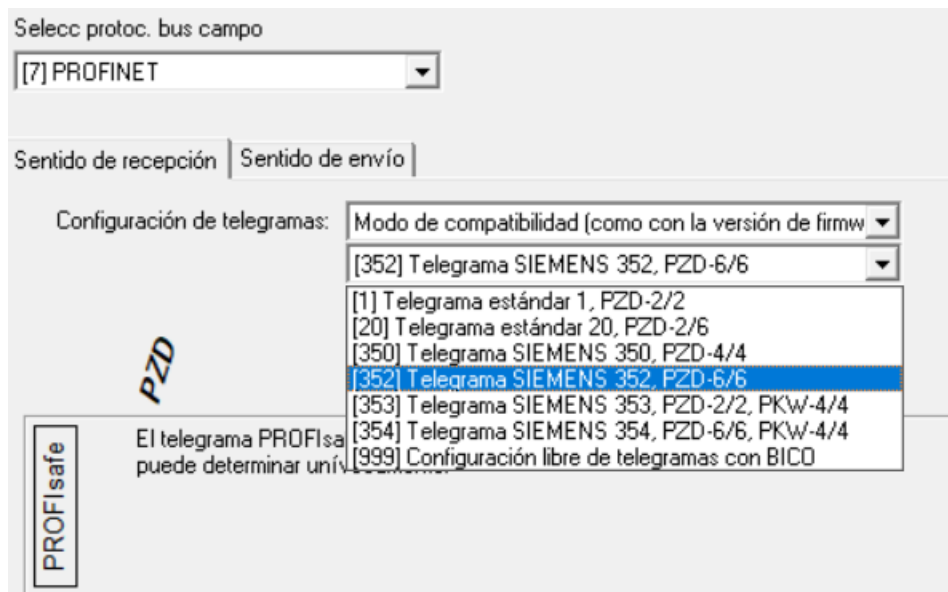 Selecc protoc. bus campo
[7] PROFINET
Sentido de recepción
Sentido de envío
Configuración de telegramas:
Modo de compatibilidad (como con la versión de firmw
[352] Telegrama SIEMENS 352, PZD-6/6
[1] Telegrama estándar 1, PZD-2/2
[20] Telegrama estándar 20, PZD-2/6
[350] Telegrama SIEMENS 350, PZD-4/4
[352] Telegrama SIEMENS 352, PZD-6/6
[353] Telegrama SIEMENS 353, PZD-2/2, PKW-4/4
[354] Telegrama SIEMENS 354, PZD-6/6, PKW-4/4
[999] Configuración libre de telegramas con BICO
PZD
PROFIsafe
El telegrama PROFIsa
puede determinar uní